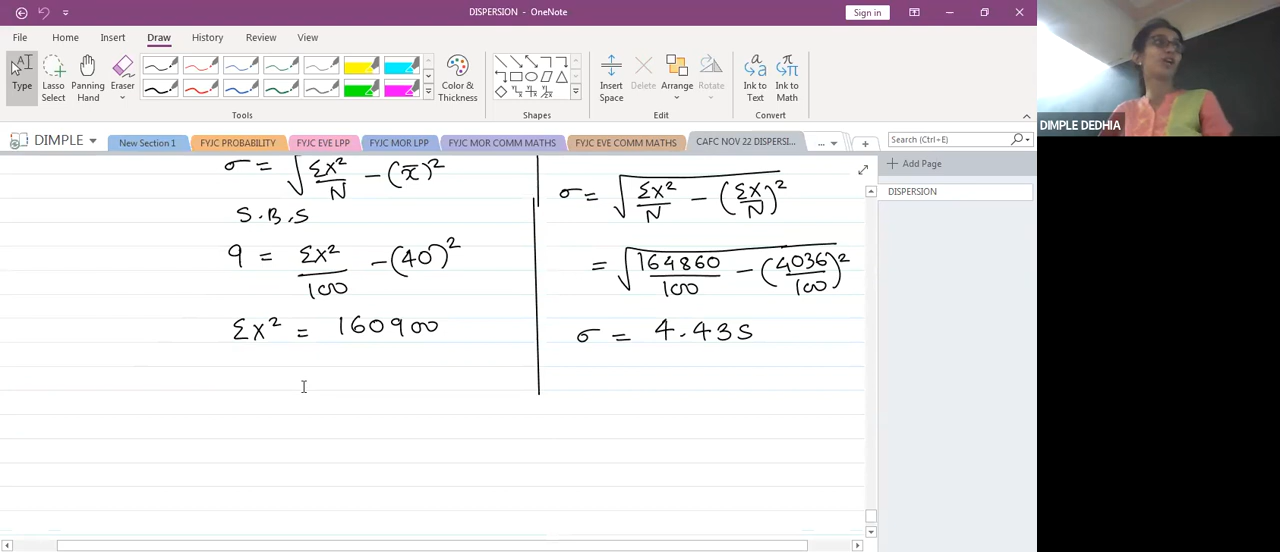 DISPERSION - OneNote
Sign in
File Home Insert Draw History Review View
Type
Lasso Select
Panning Hand
Eraser
Color & Thickness
Insert Space
Delete
Arrange
Rotate
Ink to Text
Ink to Math
Tools
Shapes
Edit
Convert
DIMPLE
New Section 1
FYJC PROBABILITY
FYJC EVE LPP
FYJC MOR LPP
FYJC MOR COMM MATHS
FYJC EVE COMM MATHS
CAFC NOV 22 DISPERSI...
Search (Ctrl+E)
Add Page
DISPERSION
DIMPLE DEDHIA
σ = √(Σx²/N - (x̄)²)
S.B.S
9 = Σx²/100 - (40)²
Σx² = 160900
σ = √(Σx²/N - (Σx/N)²)
= √(164860/100 - (4036/100)²)
σ = 4.435